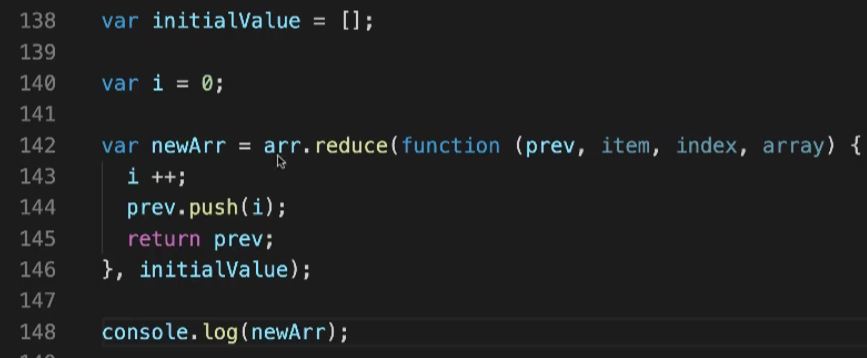 138 var initialValue = [];
139
140 var i = 0;
141
142 var newArr = arr.reduce(function (prev, item, index, array) {
143 i ++;
144 prev.push(i);
145 return prev;
146 }, initialValue);
147
148 console.log(newArr);